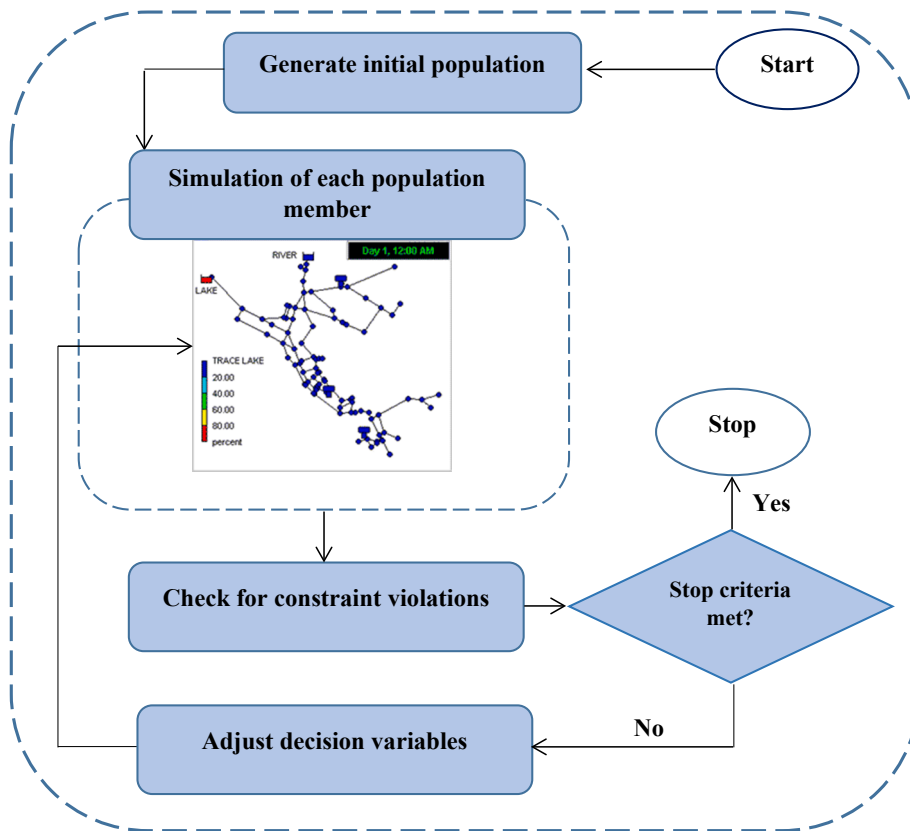 Start
Generate initial population
Simulation of each population
member
RIVER
Day 1, 12:00 AM
LAKE
TRACE LAKE
20.00
40.00
60.00
80.00
percent
Check for constraint violations
Stop criteria
met?
Yes
Stop
No
Adjust decision variables